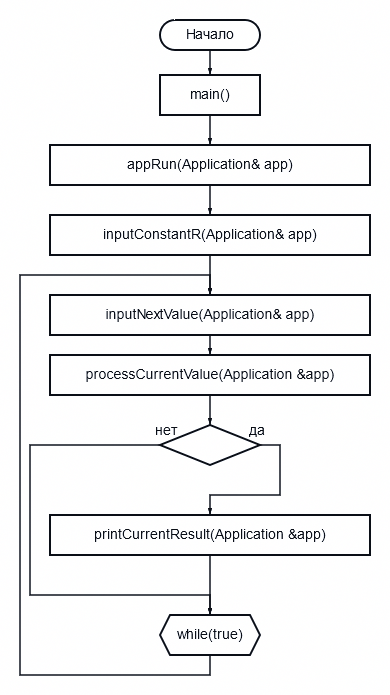 Начало
main()
appRun(Application& app)
inputConstantR(Application& app)
inputNextValue(Application& app)
processCurrentValue(Application &app)
нет да
printCurrentResult(Application &app)
while(true)